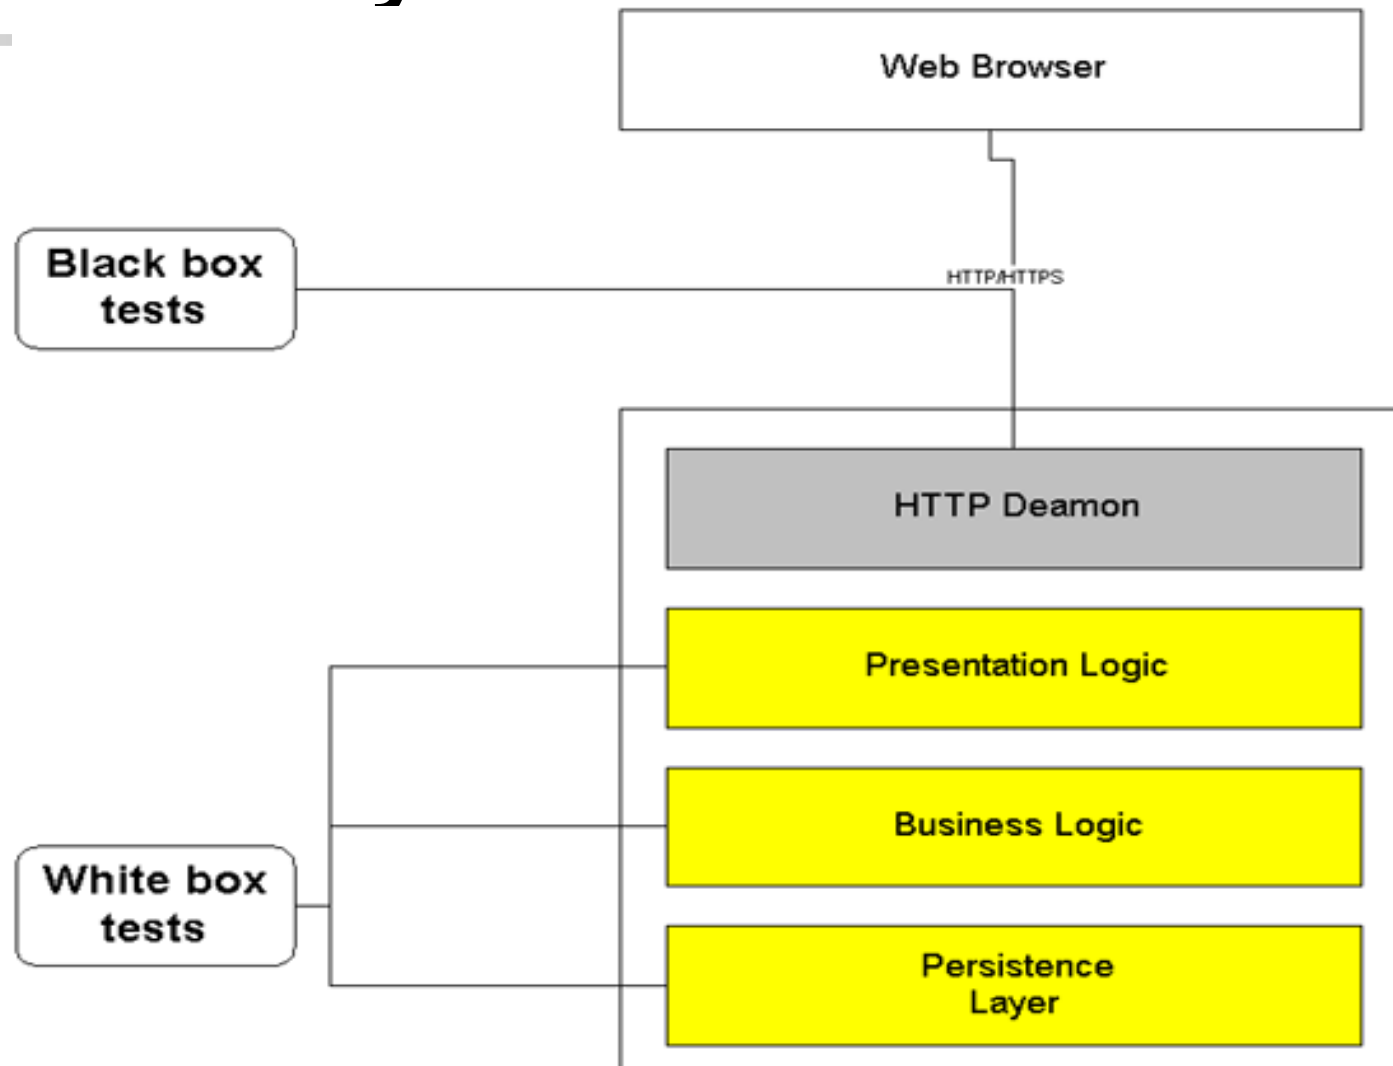 Web Browser
Black box
tests
HTTP/HTTPS
HTTP Deamon
Presentation Logic
Business Logic
White box
tests
Persistence
Layer